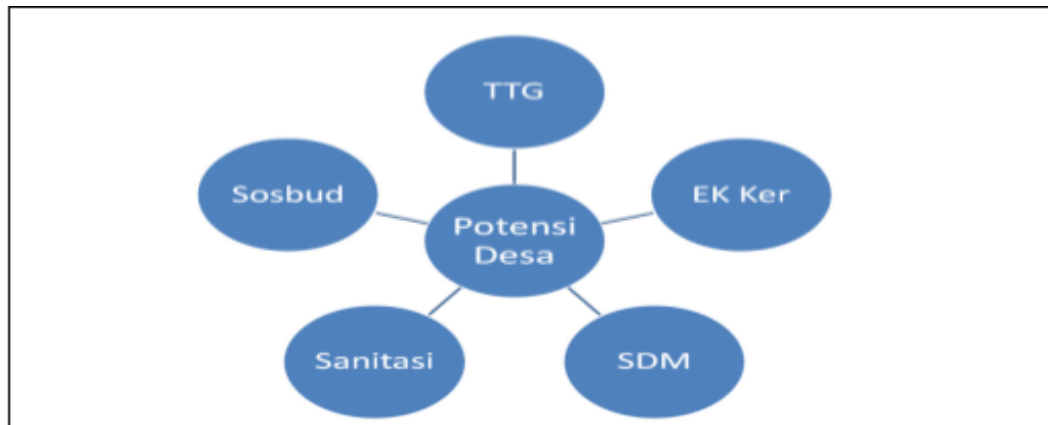 TTG
Sosbud
EK Ker
Potensi
Desa
Sanitasi
SDM